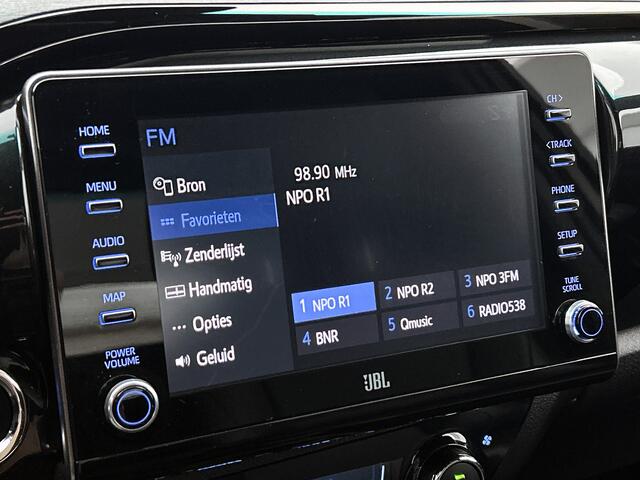 HOME
MENU
AUDIO
MAP
POWER
VOLUME
FM
Bron
Favorieten
Zenderlijst
Handmatig
Opties
Geluid
98.90 MHz
NPO R1
1 NPO R1
2 NPO R2
3 NPO 3FM
4 BNR
5 Qmusic
6 RADIO538
CH >
< TRACK
PHONE
SETUP
TUNE
SCROLL
JBL